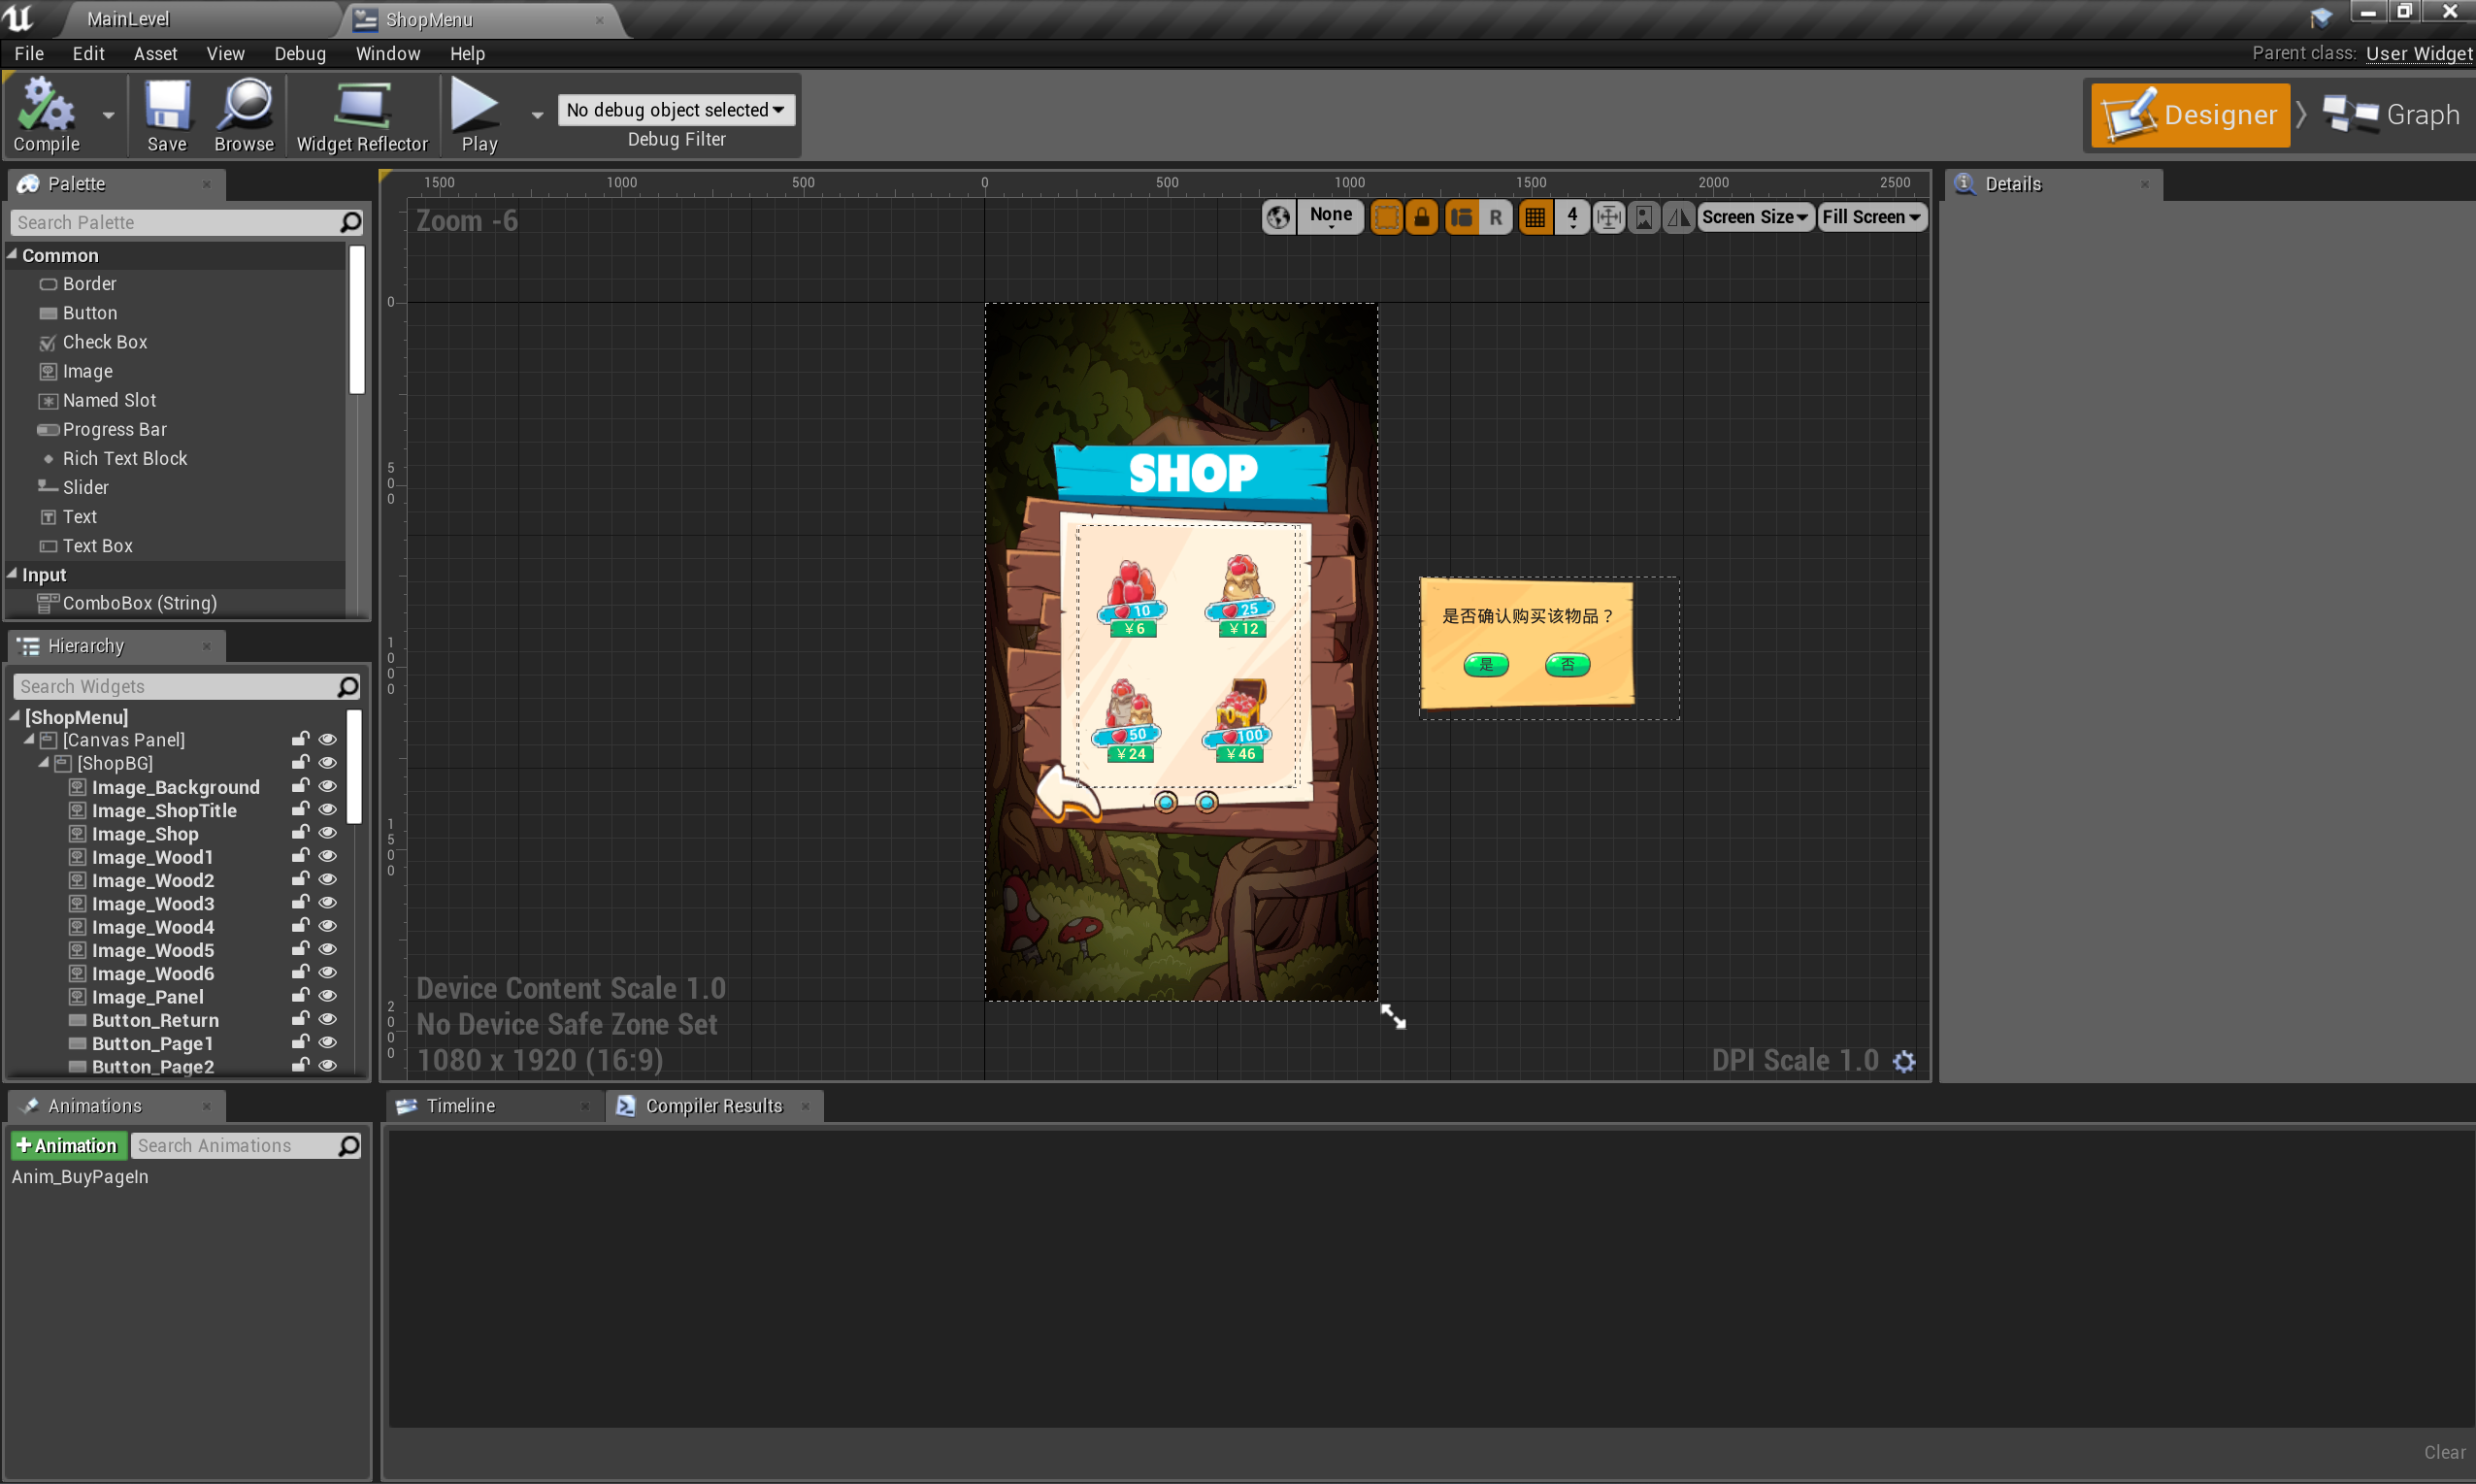 MainLevel
ShopMenu
File Edit Asset View Debug Window Help
Parent class: User Widget
Compile
Save
Browse
Widget Reflector
Play
No debug object selected
Debug Filter
Designer
Graph
Palette
Search Palette
Common
Border
Button
Check Box
Image
Named Slot
Progress Bar
Rich Text Block
Slider
Text
Text Box
Input
ComboBox (String)
Hierarchy
Search Widgets
[ShopMenu]
[Canvas Panel]
[ShopBG]
Image_Background
Image_ShopTitle
Image_Shop
Image_Wood1
Image_Wood2
Image_Wood3
Image_Wood4
Image_Wood5
Image_Wood6
Image_Panel
Button_Return
Button_Page1
Button_Page2
1500 1000 500 0 500 1000 1500 2000 2500
Zoom -6
None
R
4
Screen Size
Fill Screen
0
500
1000
1500
2000
SHOP
10
¥6
25
¥12
50
¥24
100
¥46
是否确认购买该物品？
是 否
Device Content Scale 1.0
No Device Safe Zone Set
1080 x 1920 (16:9)
DPI Scale 1.0
Details
Animations
+ Animation
Search Animations
Anim_BuyPageIn
Timeline
Compiler Results
Clear